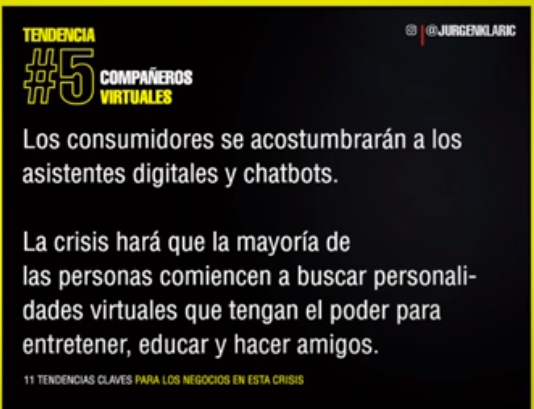 TENDENCIA
#5 COMPAÑEROS
VIRTUALES
@JURGENKLARIC
Los consumidores se acostumbrarán a los
asistentes digitales y chatbots.
La crisis hará que la mayoría de
las personas comiencen a buscar personali-
dades virtuales que tengan el poder para
entretener, educar y hacer amigos.
11 TENDENCIAS CLAVES PARA LOS NEGOCIOS EN ESTA CRISIS